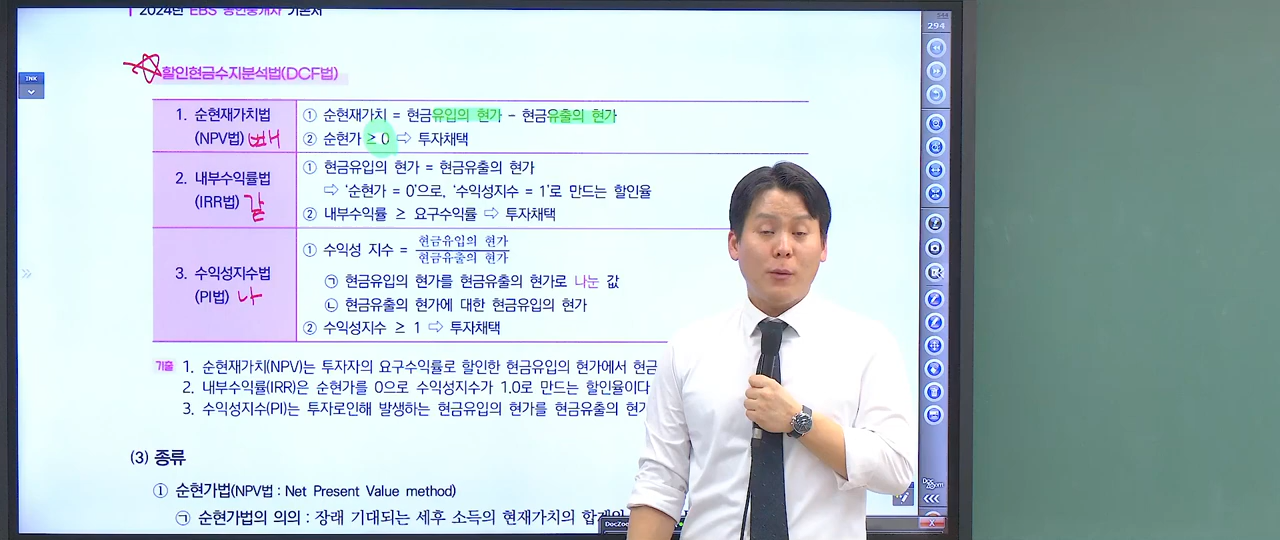 2024년 EBS 공인중개사 기본서
할인현금수지분석법(DCF법)
1. 순현재가치법
(NPV법) 빼
① 순현재가치 = 현금유입의 현가 - 현금유출의 현가
② 순현가 ≥ 0 ⇨ 투자채택
2. 내부수익률법
(IRR법) 같
① 현금유입의 현가 = 현금유출의 현가
⇨ '순현가 = 0'으로, '수익성지수 = 1'로 만드는 할인율
② 내부수익률 ≥ 요구수익률 ⇨ 투자채택
3. 수익성지수법
(PI법) 나
① 수익성 지수 = 현금유입의 현가
현금유출의 현가
㉠ 현금유입의 현가를 현금유출의 현가로 나눈 값
㉡ 현금유출의 현가에 대한 현금유입의 현가
② 수익성지수 ≥ 1 ⇨ 투자채택
기출 1. 순현재가치(NPV)는 투자자의 요구수익률로 할인한 현금유입의 현가에서 현금
2. 내부수익률(IRR)은 순현가를 0으로 수익성지수가 1.0로 만드는 할인율이다
3. 수익성지수(PI)는 투자로인해 발생하는 현금유입의 현가를 현금유출의 현가
(3) 종류
① 순현가법(NPV법 : Net Present Value method)
㉠ 순현가법의 의의 : 장래 기대되는 세후 소득의 현재가치의 합계
INK
544
294
DocZoom
DocZoo